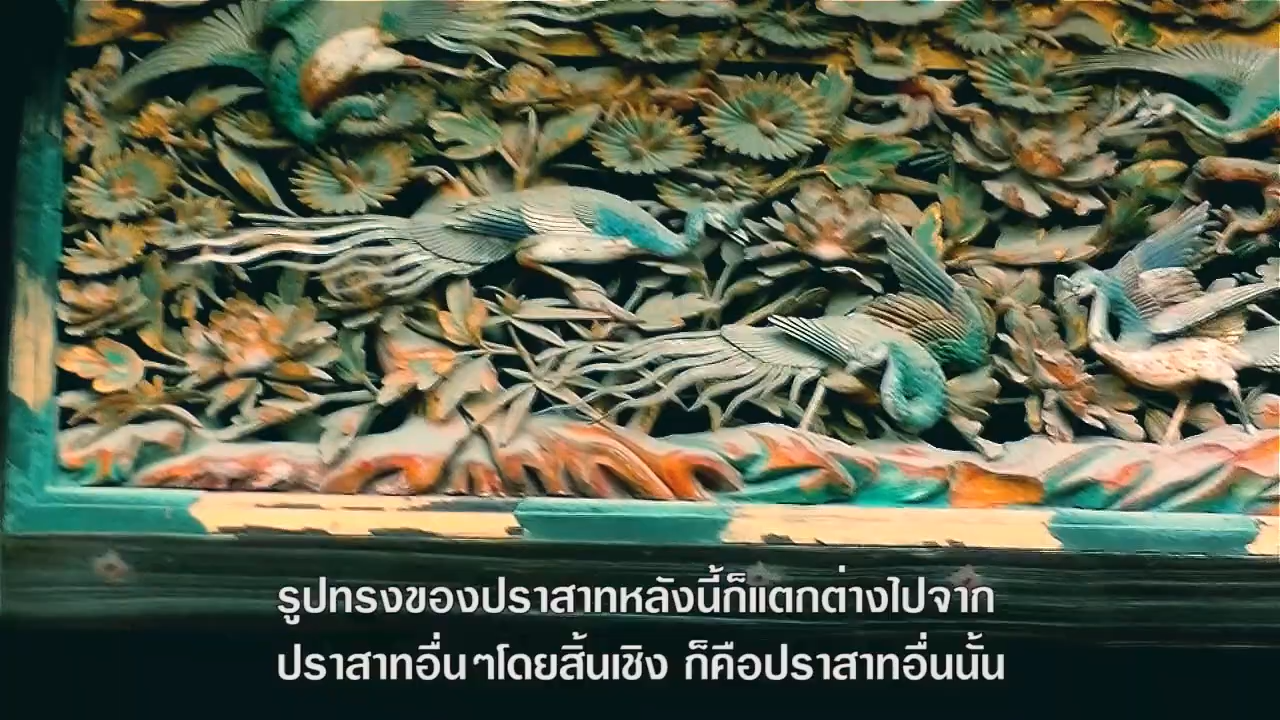 รูปทรงของปราสาทหลังนี้ก็แตกต่างไปจาก
ปราสาทอื่นๆโดยสิ้นเชิง ก็คือปราสาทอื่นนั้น